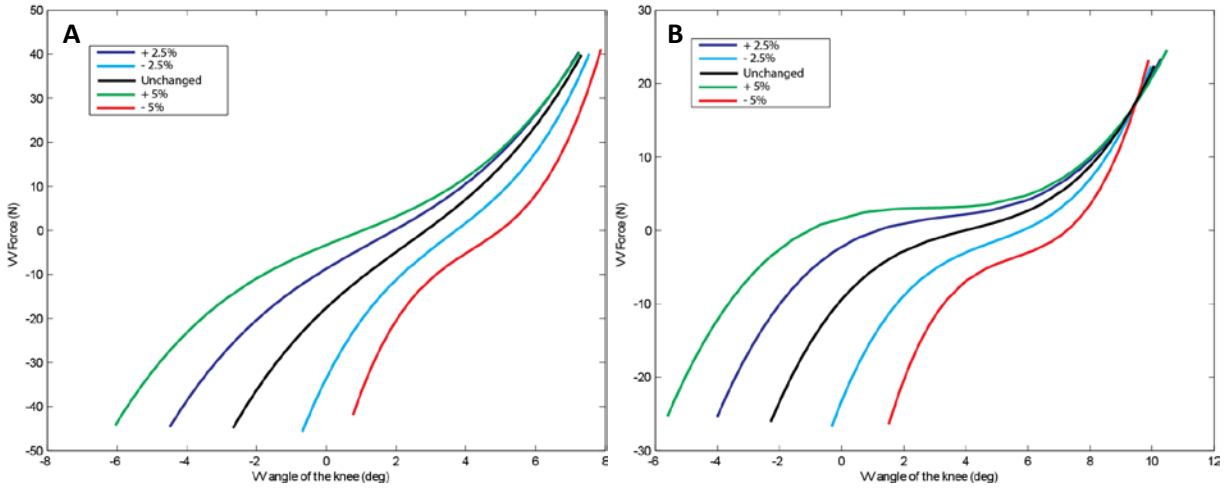 A
+ 2.5%
- 2.5%
Unchanged
+ 5%
- 5%
50
40
30
20
10
0
-10
-20
-30
-40
-50
VV Force (N)
-8 -6 -4 -2 0 2 4 6 8
VV angle of the knee (deg)
B
+ 2.5%
- 2.5%
Unchanged
+ 5%
- 5%
30
20
10
0
-10
-20
-30
VV Force (N)
-6 -4 -2 0 2 4 6 8 10 12
VV angle of the knee (deg)